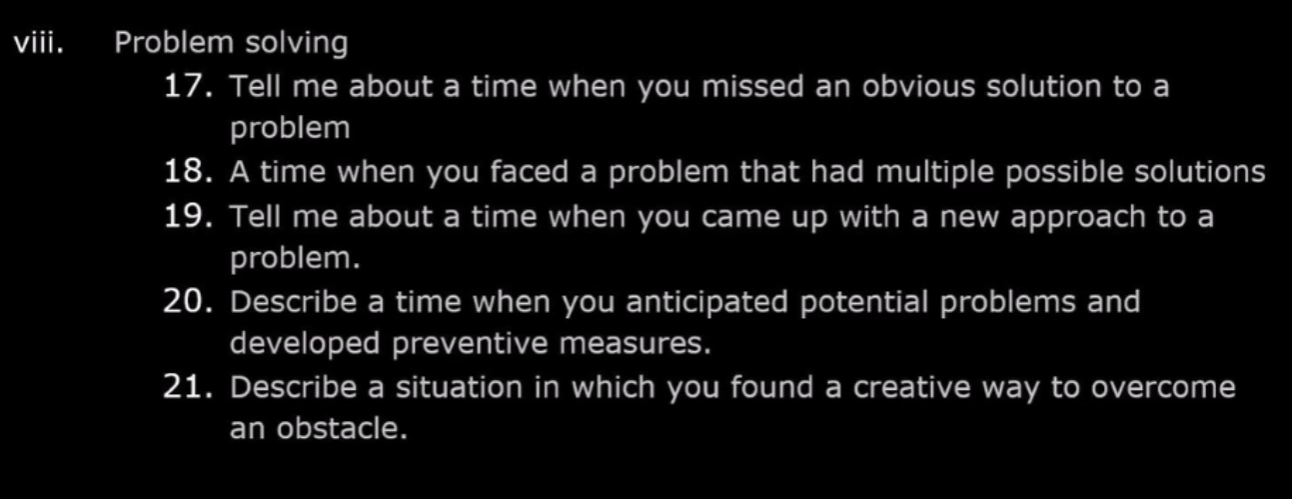 viii. Problem solving
17. Tell me about a time when you missed an obvious solution to a
problem
18. A time when you faced a problem that had multiple possible solutions
19. Tell me about a time when you came up with a new approach to a
problem.
20. Describe a time when you anticipated potential problems and
developed preventive measures.
21. Describe a situation in which you found a creative way to overcome
an obstacle.